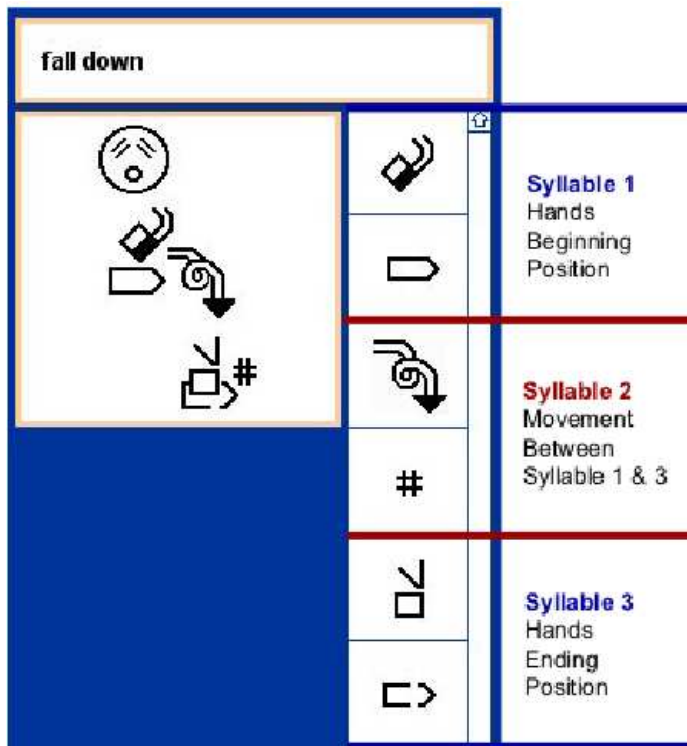 fall down
Syllable 1
Hands
Beginning
Position
Syllable 2
Movement
Between
Syllable 1 & 3
Syllable 3
Hands
Ending
Position